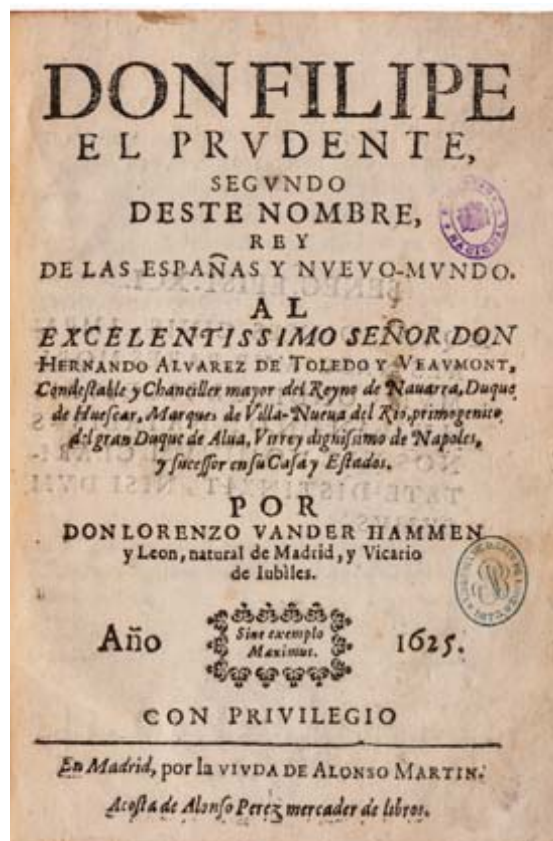 DON FILIPE
EL PRVDENTE,
SEGVNDO
DESTE NOMBRE,
REY
DE LAS ESPAÑAS Y NVEVO-MVNDO.
AL
EXCELENTISSIMO SEÑOR DON
HERNANDO ALVAREZ DE TOLEDO Y VEAVMONT,
Condestable y Chanciller mayor del Reyno de Nauarra, Duque
de Huescar, Marques de Villa-Nueua del Rio, primogenito
del gran Duque de Alua, Virrey dignissimo de Napoles,
y sucessor en su Casa y Estados.
POR
DON LORENZO VANDER HAMMEN
y Leon, natural de Madrid, y Vicario
de Iubiles.
Año
Sine exemplo
Maximus.
1625.
CON PRIVILEGIO
En Madrid, por la VIVDA DE ALONSO MARTIN.
Acosta de Alonso Perez mercader de libros.